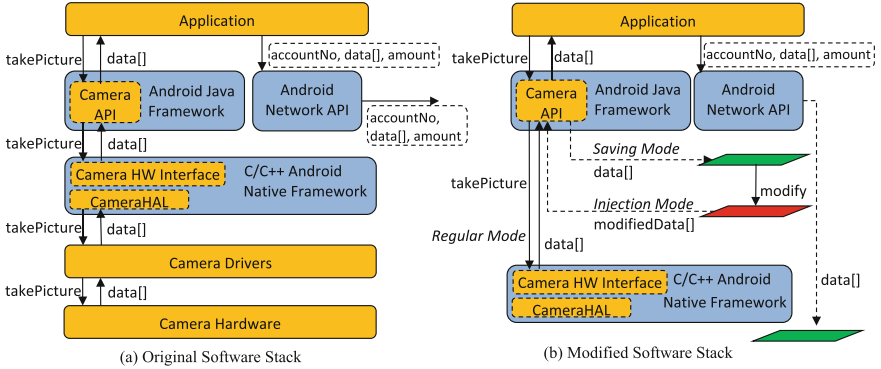 Application
takePicture
data[]
accountNo, data[], amount
Camera
API
Android Java
Framework
Android
Network API
accountNo,
data[], amount
takePicture
data[]
Camera HW Interface
CameraHAL
C/C++ Android
Native Framework
takePicture
data[]
Camera Drivers
takePicture
data[]
Camera Hardware
(a) Original Software Stack
Application
takePicture
data[]
accountNo, data[], amount
Camera
API
Android Java
Framework
Android
Network API
Saving Mode
data[]
modify
takePicture
Injection Mode
modifiedData[]
Regular Mode
data[]
Camera HW Interface
CameraHAL
C/C++ Android
Native Framework
data[]
(b) Modified Software Stack